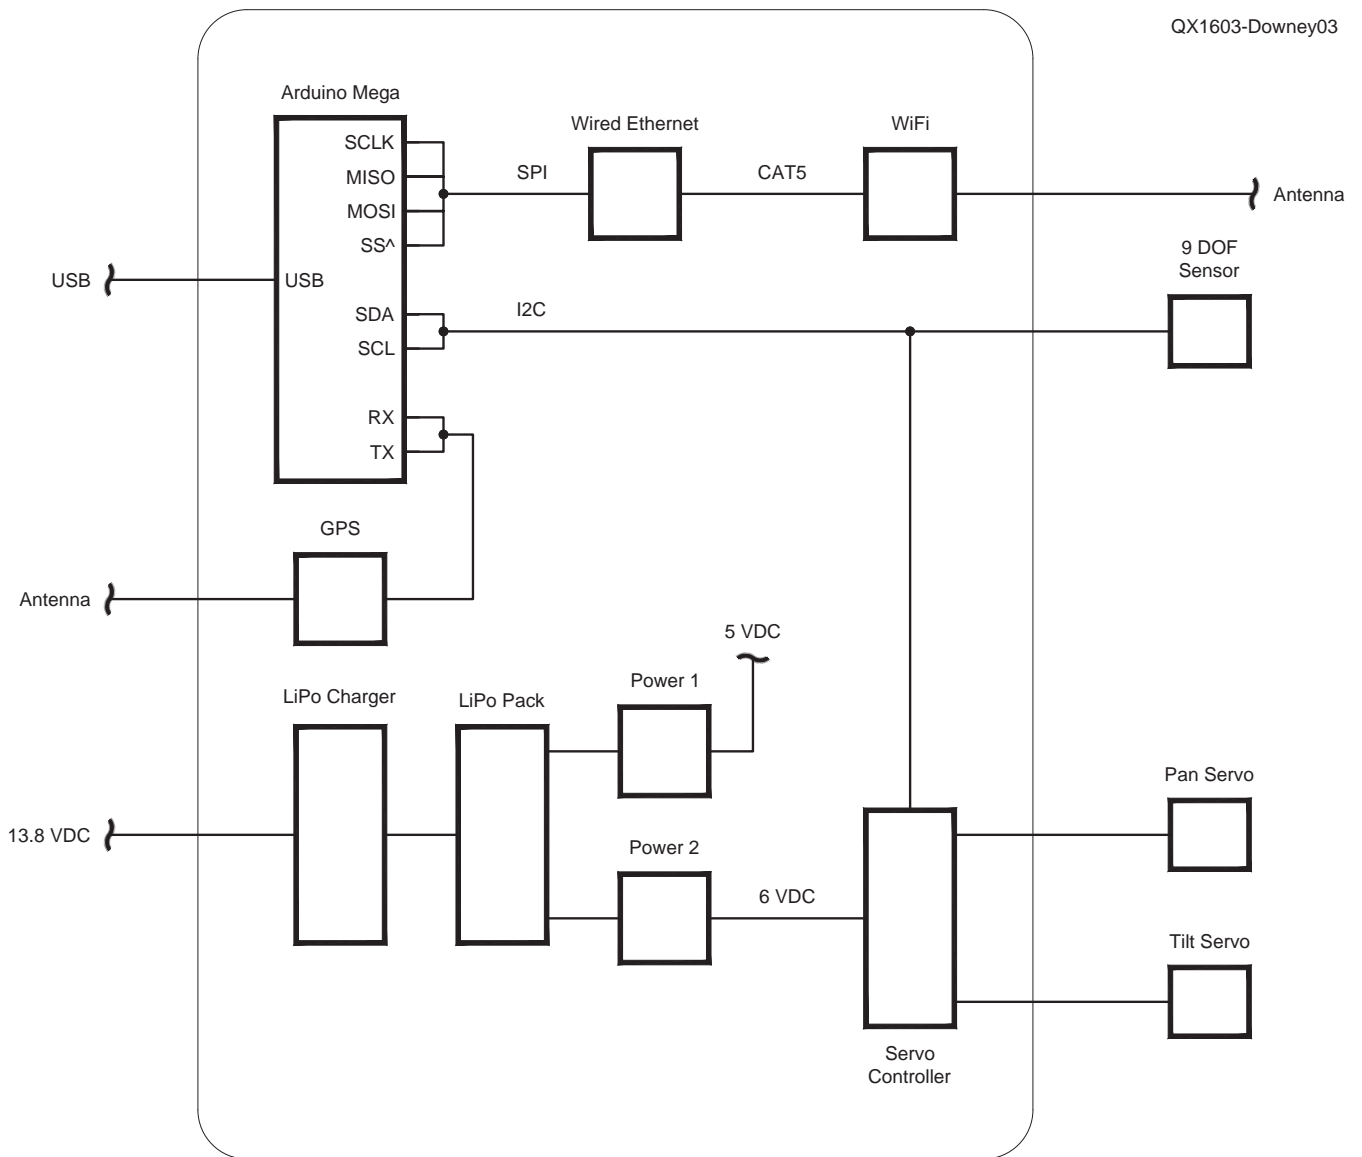 QX1603-Downey03
Arduino Mega
Wired Ethernet
WiFi
SCLK
MISO
MOSI
SS^
SPI
CAT5
Antenna
9 DOF
Sensor
USB
USB
SDA
SCL
I2C
RX
TX
GPS
Antenna
5 VDC
LiPo Charger
LiPo Pack
Power 1
13.8 VDC
Power 2
6 VDC
Pan Servo
Tilt Servo
Servo
Controller